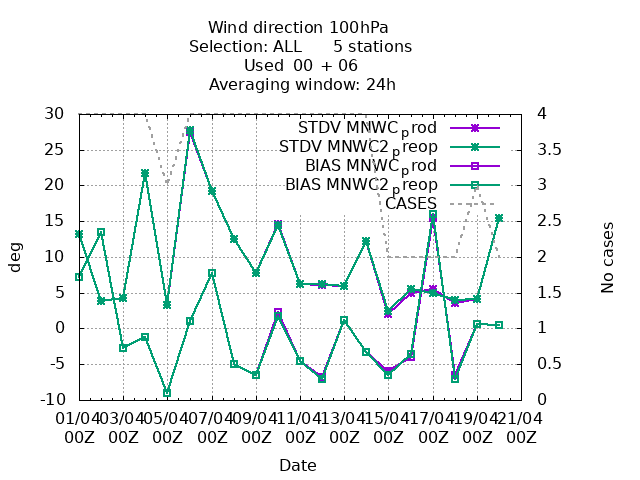 Wind direction 100hPa
Selection: ALL 5 stations
Used 00 + 06
Averaging window: 24h
30 4
25 3.5
20 3
15 2.5
10 2
5 1.5
0 1
-5 0.5
-10 0
deg
No cases
STDV MNWCprod
STDV MNWC2preop
BIAS MNWCprod
BIAS MNWC2preop
CASES
01/04 03/04 05/04 07/04 09/04 11/04 13/04 15/04 17/04 19/04 21/04
00Z 00Z 00Z 00Z 00Z 00Z 00Z 00Z 00Z 00Z 00Z
Date